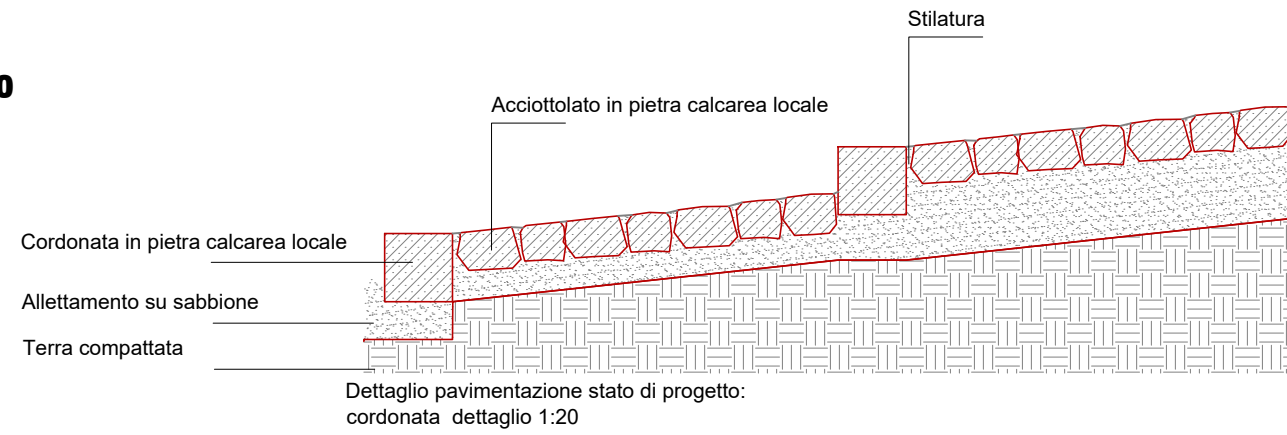 Stilatura
Acciottolato in pietra calcarea locale
Cordonata in pietra calcarea locale
Allettamento su sabbione
Terra compattata
Dettaglio pavimentazione stato di progetto:
cordonata dettaglio 1:20